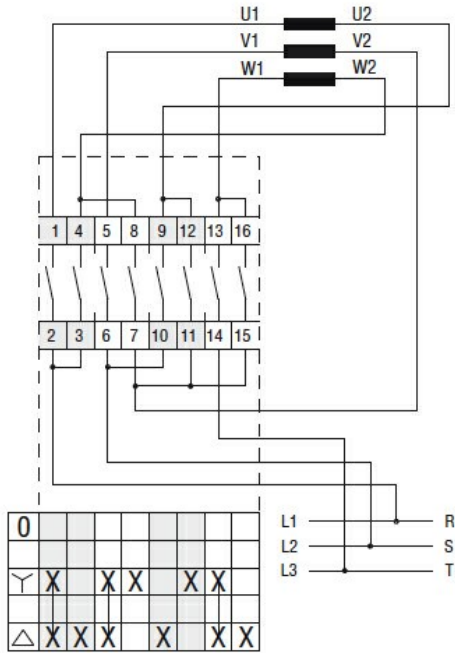 U1 U2
V1 V2
W1 W2
1 4 5 8 9 12 13 16
2 3 6 7 10 11 14 15
L1 R
0
L2 S
L3 T
Y X X X X X
△ X X X X X X